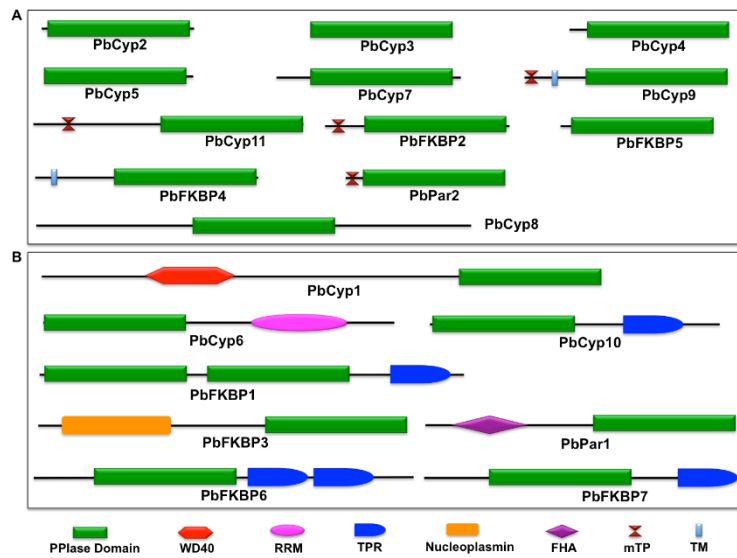 A
PbCyp2 PbCyp3 PbCyp4
PbCyp5 PbCyp7 PbCyp9
PbCyp11 PbFKBP2 PbFKBP5
PbFKBP4 PbPar2
PbCyp8
B
PbCyp1
PbCyp6 PbCyp10
PbFKBP1
PbFKBP3 PbPar1
PbFKBP6 PbFKBP7
PPIase Domain WD40 RRM TPR Nucleoplasmin FHA mTP TM